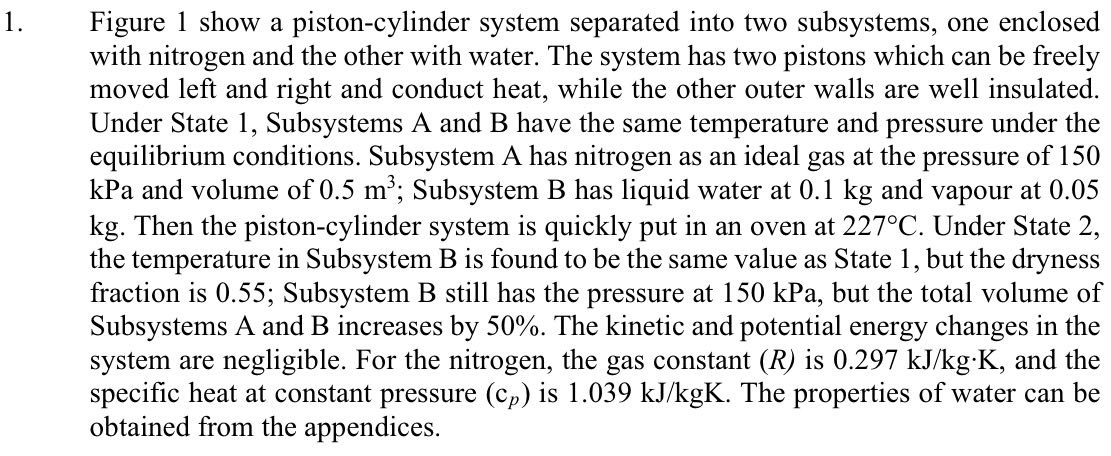 1. Figure 1 show a piston-cylinder system separated into two subsystems, one enclosed
with nitrogen and the other with water. The system has two pistons which can be freely
moved left and right and conduct heat, while the other outer walls are well insulated.
Under State 1, Subsystems A and B have the same temperature and pressure under the
equilibrium conditions. Subsystem A has nitrogen as an ideal gas at the pressure of 150
kPa and volume of 0.5 m³; Subsystem B has liquid water at 0.1 kg and vapour at 0.05
kg. Then the piston-cylinder system is quickly put in an oven at 227°C. Under State 2,
the temperature in Subsystem B is found to be the same value as State 1, but the dryness
fraction is 0.55; Subsystem B still has the pressure at 150 kPa, but the total volume of
Subsystems A and B increases by 50%. The kinetic and potential energy changes in the
system are negligible. For the nitrogen, the gas constant (R) is 0.297 kJ/kg·K, and the
specific heat at constant pressure (cₚ) is 1.039 kJ/kgK. The properties of water can be
obtained from the appendices.